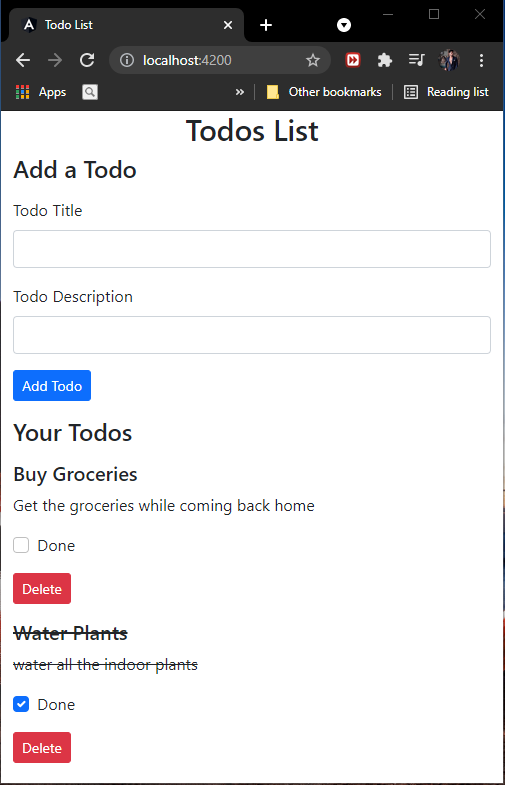 Todo List
localhost:4200
Apps
» Other bookmarks Reading list
Todos List
Add a Todo
Todo Title
Todo Description
Add Todo
Your Todos
Buy Groceries
Get the groceries while coming back home
Done
Delete
Water Plants
water all the indoor plants
Done
Delete